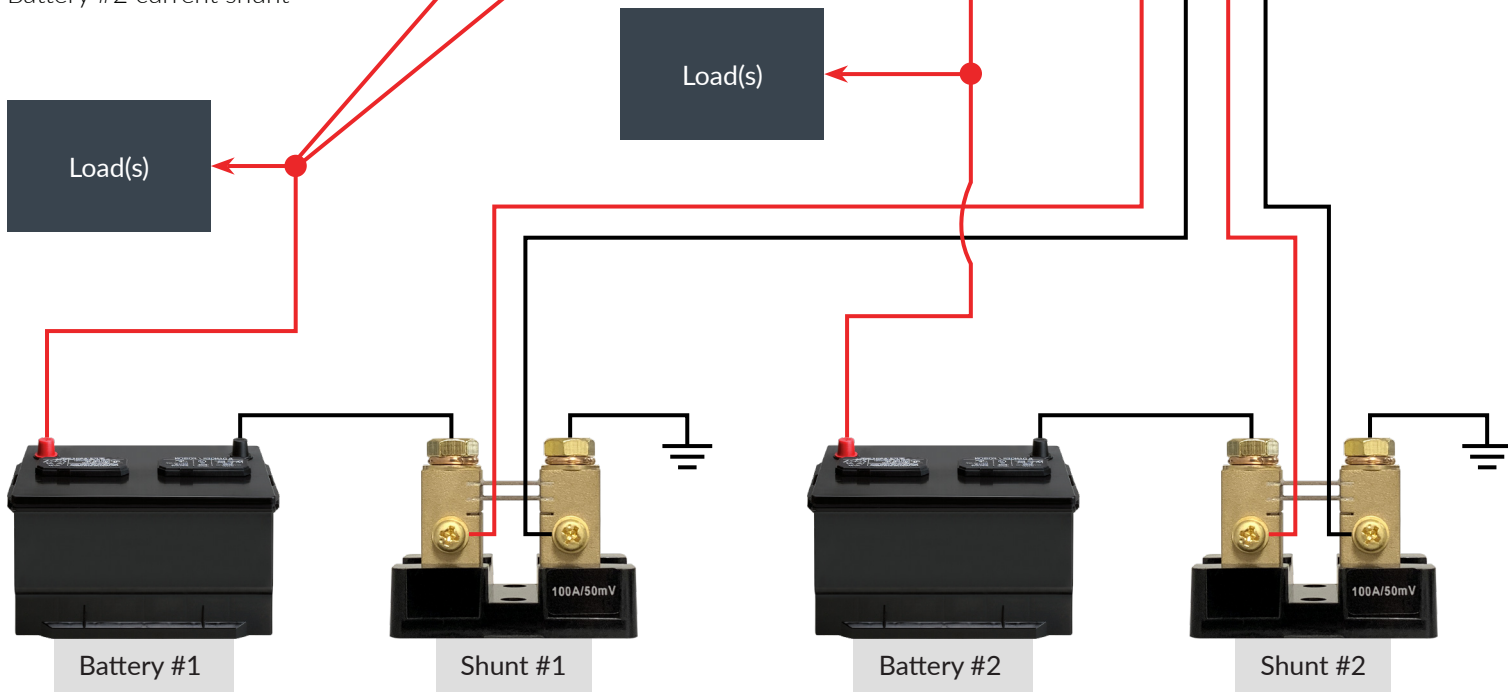 Battery #2 current shunt
Load(s)
Load(s)
100A/50mV
100A/50mV
Battery #1
Shunt #1
Battery #2
Shunt #2